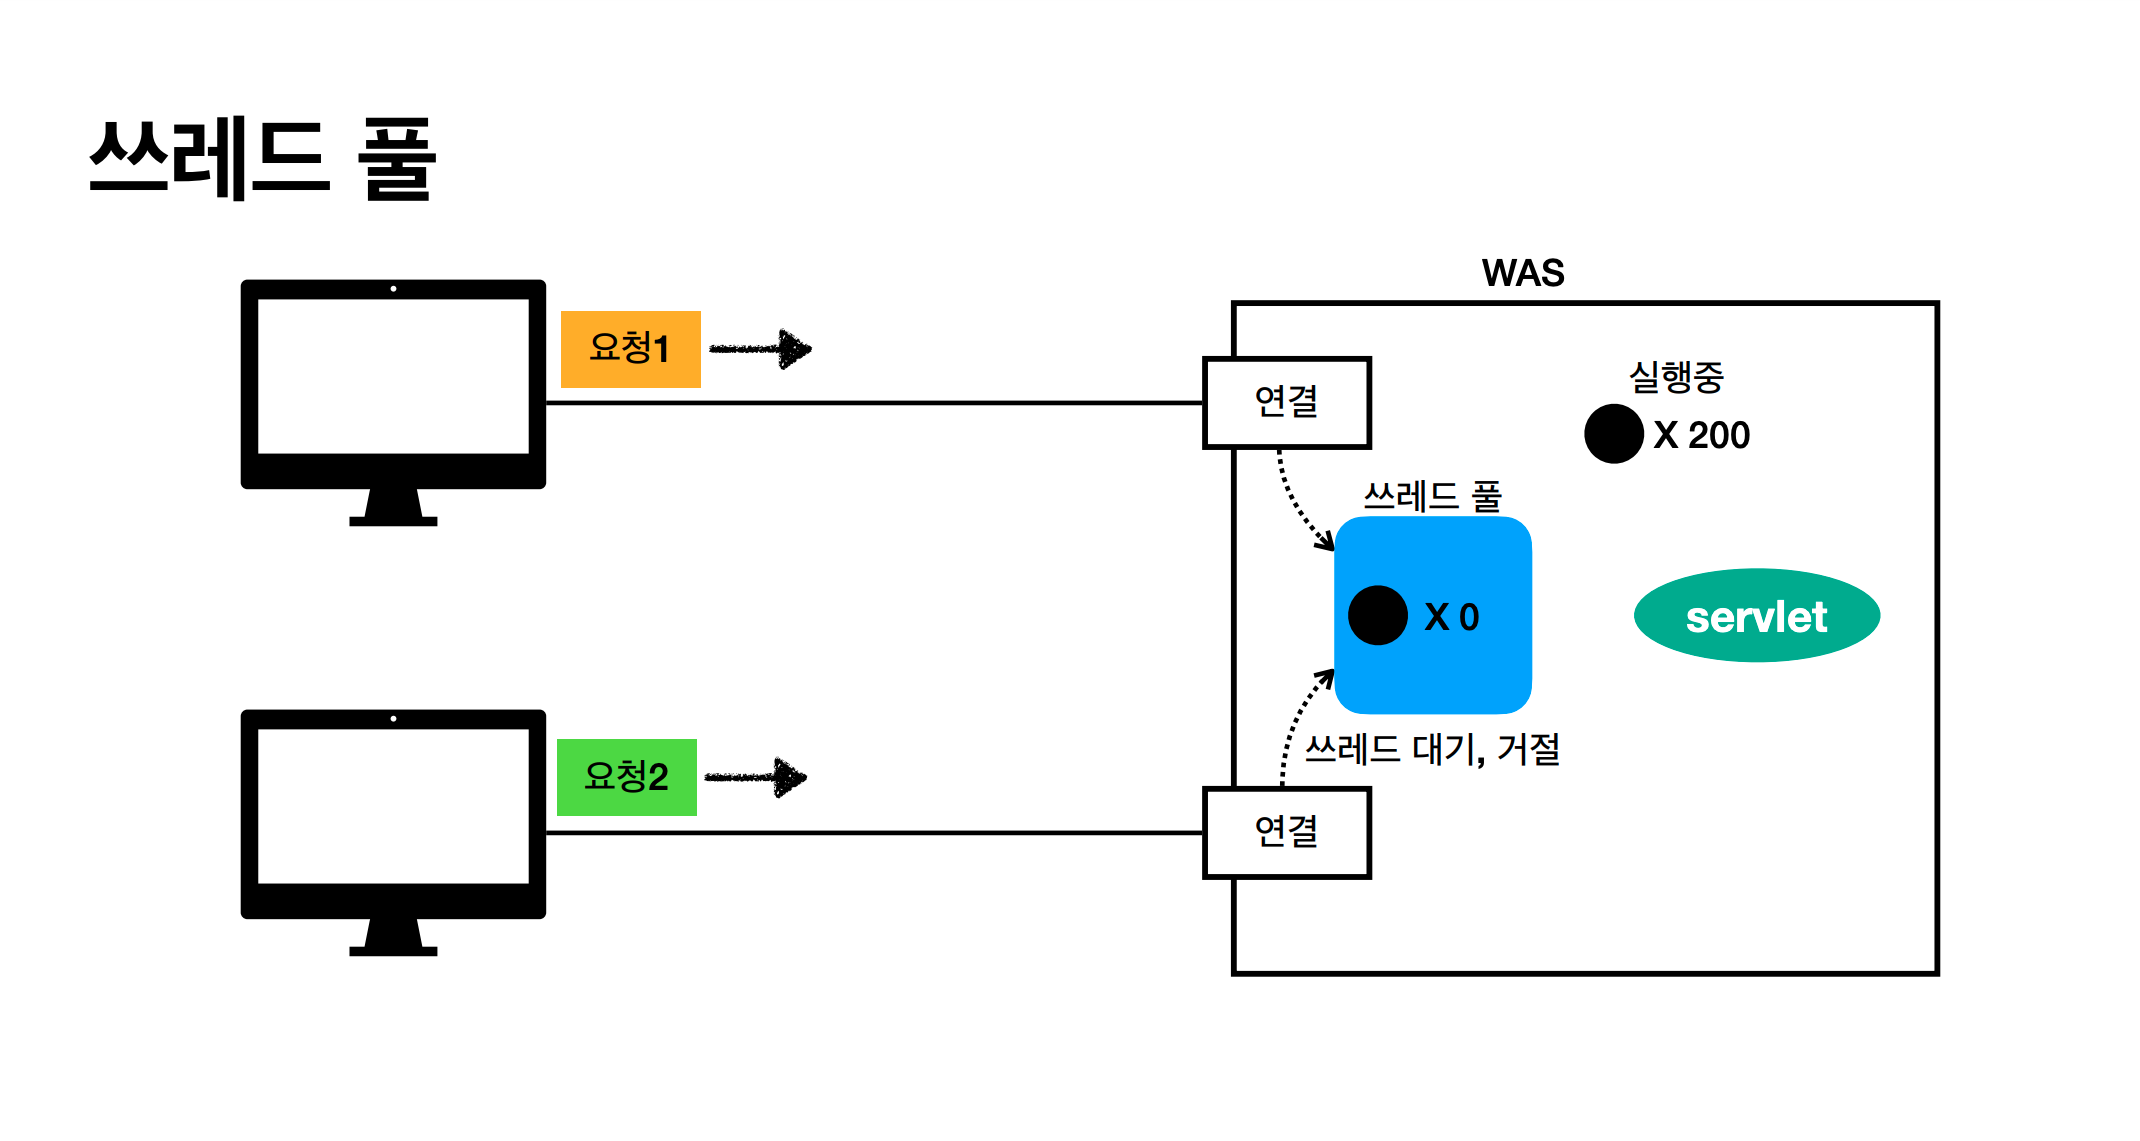 쓰레드 풀
WAS
요청1
연결
실행중
X 200
쓰레드 풀
X 0
servlet
쓰레드 대기, 거절
요청2
연결